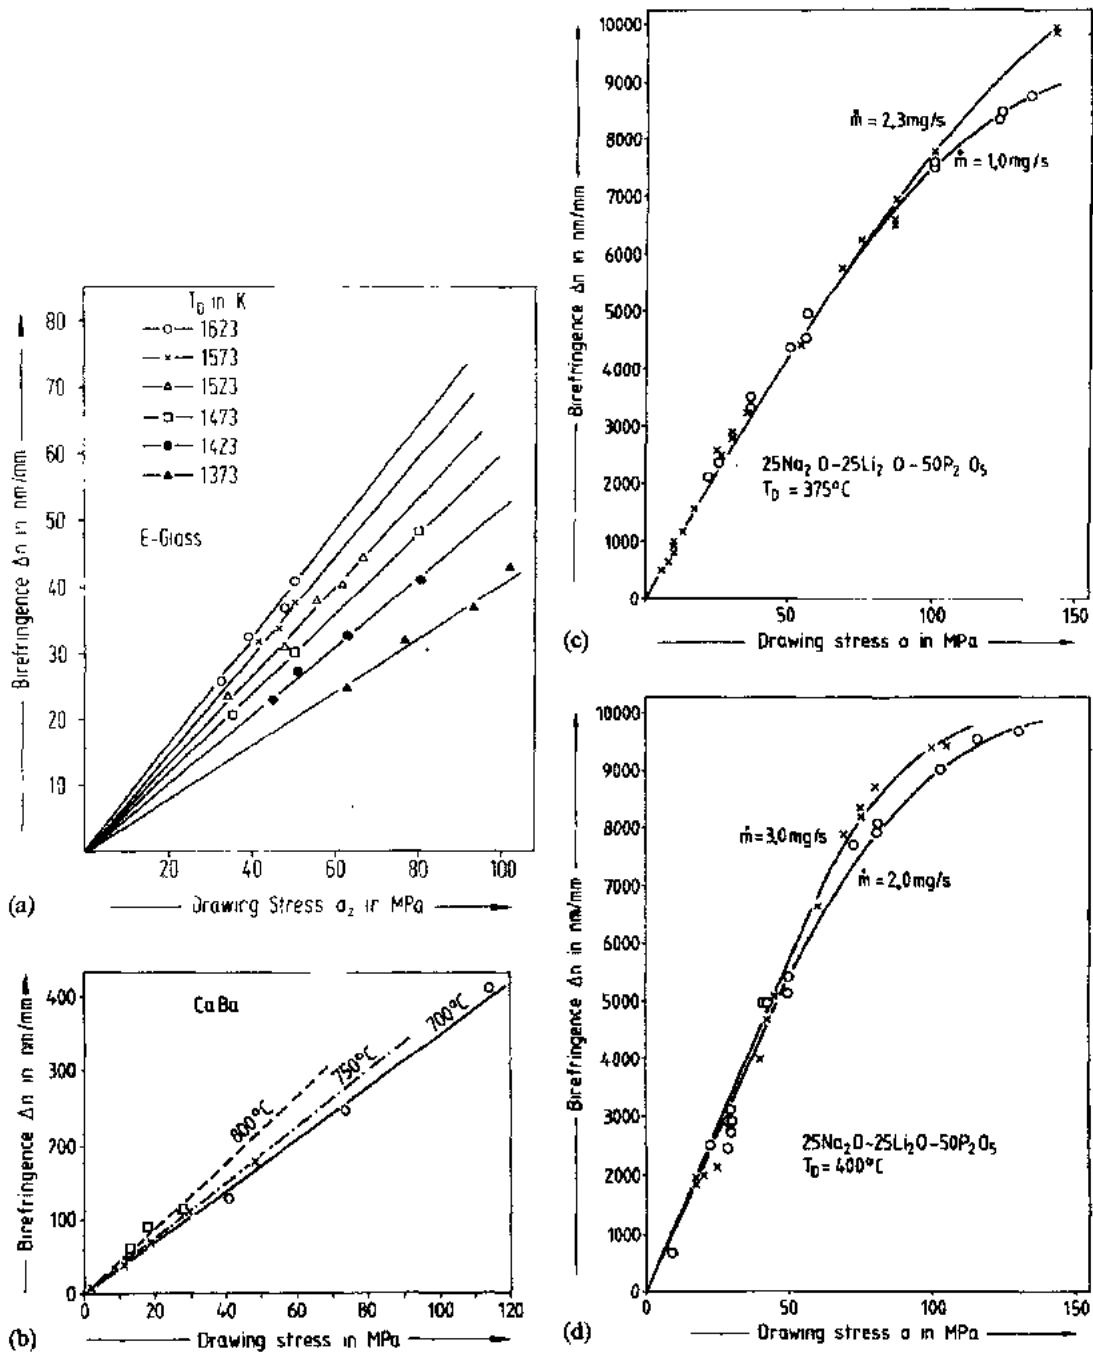 80
70
60
50
40
30
20
10
Birefringence Δn in nm/mm
T_D in K
1623
1573
1523
1473
1423
1373
E-Glass
20 40 60 80 100
Drawing Stress σ_z in MPa
(a)
400
300
200
100
0
Birefringence Δn in nm/mm
CaBa
800°C
750°C
700°C
0 20 40 60 80 100 120
Drawing stress in MPa
(b)
10000
9000
8000
7000
6000
5000
4000
3000
2000
1000
0
Birefringence Δn in nm/mm
ṁ = 2,3mg/s
ṁ = 1,0mg/s
25Na₂O-25Li₂O-50P₂O₅
T_D = 375°C
50 100 150
Drawing stress σ in MPa
(c)
10000
9000
8000
7000
6000
5000
4000
3000
2000
1000
0
Birefringence Δn in nm/mm
ṁ = 3,0mg/s
ṁ = 2,0mg/s
25Na₂O-25Li₂O-50P₂O₅
T_D = 400°C
0 50 100 150
Drawing stress σ in MPa
(d)